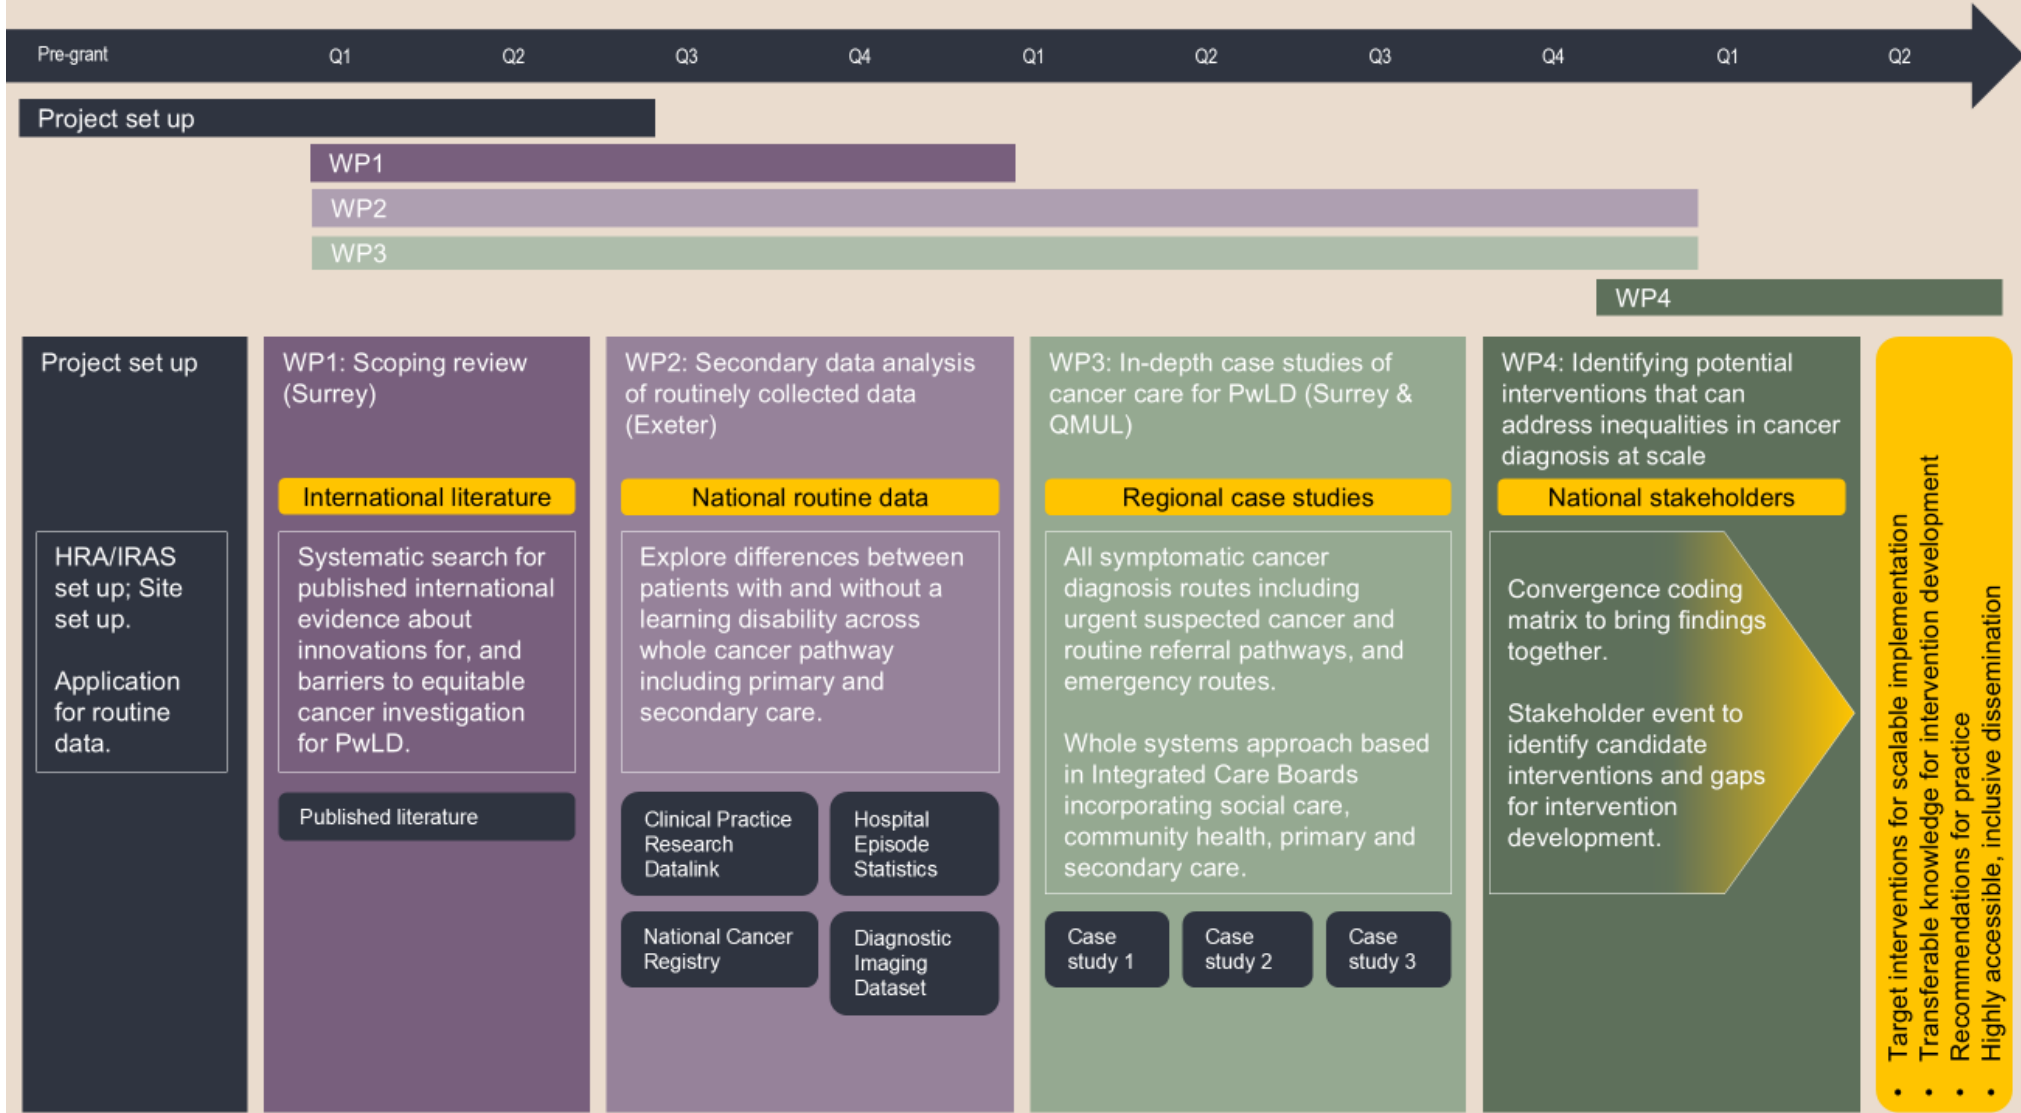 Pre-grant Q1 Q2 Q3 Q4 Q1 Q2 Q3 Q4 Q1 Q2
Project set up
WP1
WP2
WP3
WP4
Project set up
HRA/IRAS
set up; Site
set up.
Application
for routine
data.
WP1: Scoping review
(Surrey)
International literature
Systematic search for
published international
evidence about
innovations for, and
barriers to equitable
cancer investigation
for PwLD.
Published literature
WP2: Secondary data analysis
of routinely collected data
(Exeter)
National routine data
Explore differences between
patients with and without a
learning disability across
whole cancer pathway
including primary and
secondary care.
Clinical Practice
Research
Datalink
Hospital
Episode
Statistics
National Cancer
Registry
Diagnostic
Imaging
Dataset
WP3: In-depth case studies of
cancer care for PwLD (Surrey &
QMUL)
Regional case studies
All symptomatic cancer
diagnosis routes including
urgent suspected cancer and
routine referral pathways, and
emergency routes.
Whole systems approach based
in Integrated Care Boards
incorporating social care,
community health, primary and
secondary care.
Case
study 1
Case
study 2
Case
study 3
WP4: Identifying potential
interventions that can
address inequalities in cancer
diagnosis at scale
National stakeholders
Convergence coding
matrix to bring findings
together.
Stakeholder event to
identify candidate
interventions and gaps
for intervention
development.
• Target interventions for scalable implementation
• Transferable knowledge for intervention development
• Recommendations for practice
• Highly accessible, inclusive dissemination